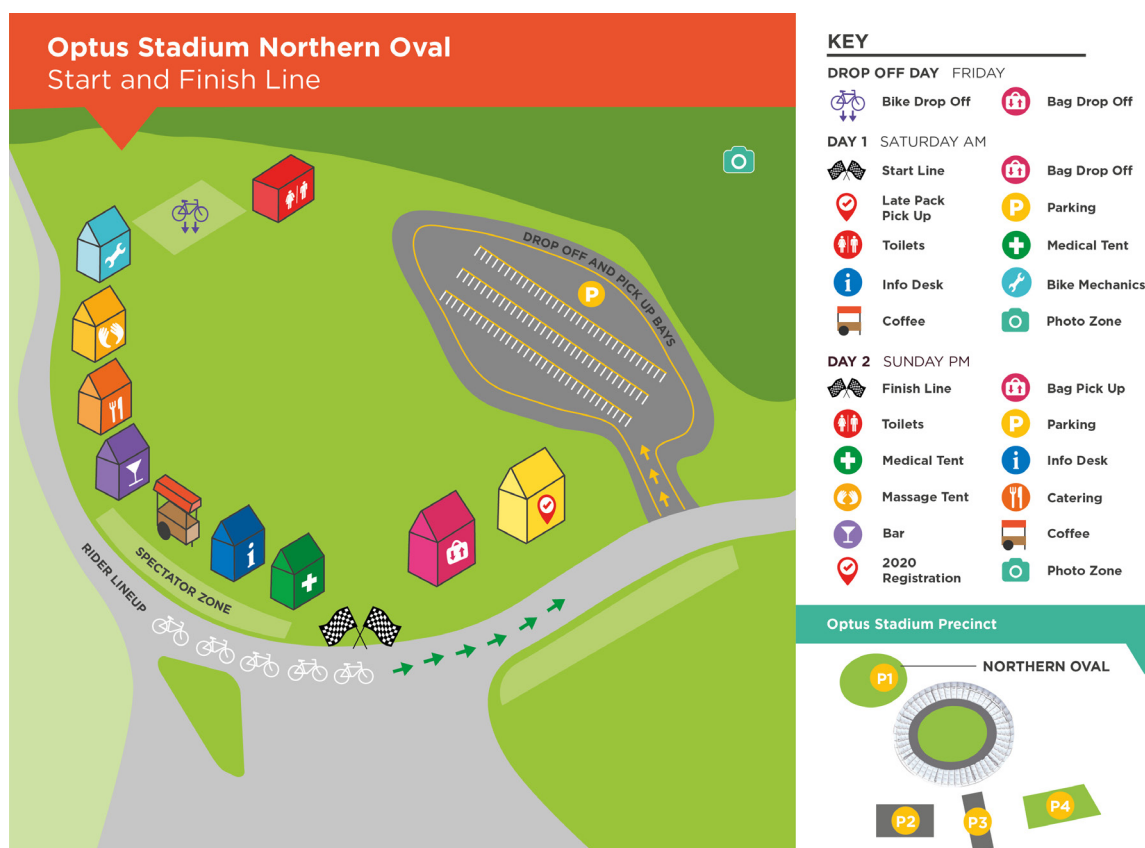 Optus Stadium Northern Oval
Start and Finish Line
DROP OFF AND PICK UP BAYS
P
i
SPECTATOR ZONE
RIDER LINEUP
KEY
DROP OFF DAY FRIDAY
Bike Drop Off
Bag Drop Off
DAY 1 SATURDAY AM
Start Line
Bag Drop Off
Late Pack
Pick Up
P Parking
Toilets
Medical Tent
i Info Desk
Bike Mechanics
Coffee
Photo Zone
DAY 2 SUNDAY PM
Finish Line
Bag Pick Up
Toilets
P Parking
Medical Tent
i Info Desk
Massage Tent
Catering
Bar
Coffee
2020
Registration
Photo Zone
Optus Stadium Precinct
P1
NORTHERN OVAL
P2
P3
P4